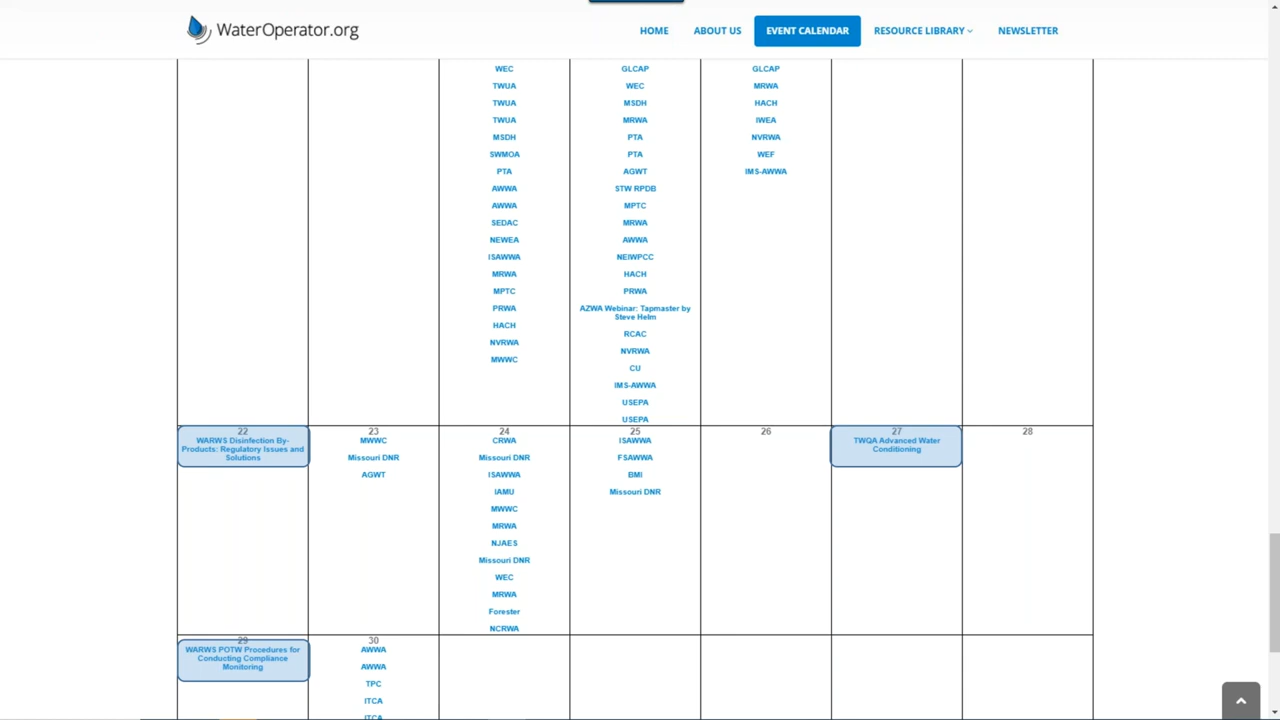 WaterOperator.org
HOME
ABOUT US
EVENT CALENDAR
RESOURCE LIBRARY
NEWSLETTER
WEC
TWUA
TWUA
TWUA
MSDH
SWMOA
PTA
AWWA
AWWA
SEDAC
NEWEA
ISAWWA
MRWA
MPTC
PRWA
HACH
NVRWA
MWWC
GLCAP
WEC
MSDH
MRWA
PTA
PTA
AGWT
STW RPDB
MPTC
MRWA
AWWA
NEIWPCC
HACH
PRWA
AZWA Webinar: Tapmaster by
Steve Helm
RCAC
NVRWA
CU
IMS-AWWA
USEPA
USEPA
GLCAP
MRWA
HACH
IWEA
NVRWA
WEF
IMS-AWWA
22
WARWS Disinfection By-
Products: Regulatory Issues and
Solutions
23
MWWC
Missouri DNR
AGWT
24
CRWA
Missouri DNR
ISAWWA
IAMU
MWWC
MRWA
NJAES
Missouri DNR
WEC
MRWA
Forester
NCRWA
25
ISAWWA
FSAWWA
BMI
Missouri DNR
26
27
TWQA Advanced Water
Conditioning
28
29
WARWS POTW Procedures for
Conducting Compliance
Monitoring
30
AWWA
AWWA
TPC
ITCA
ITCA